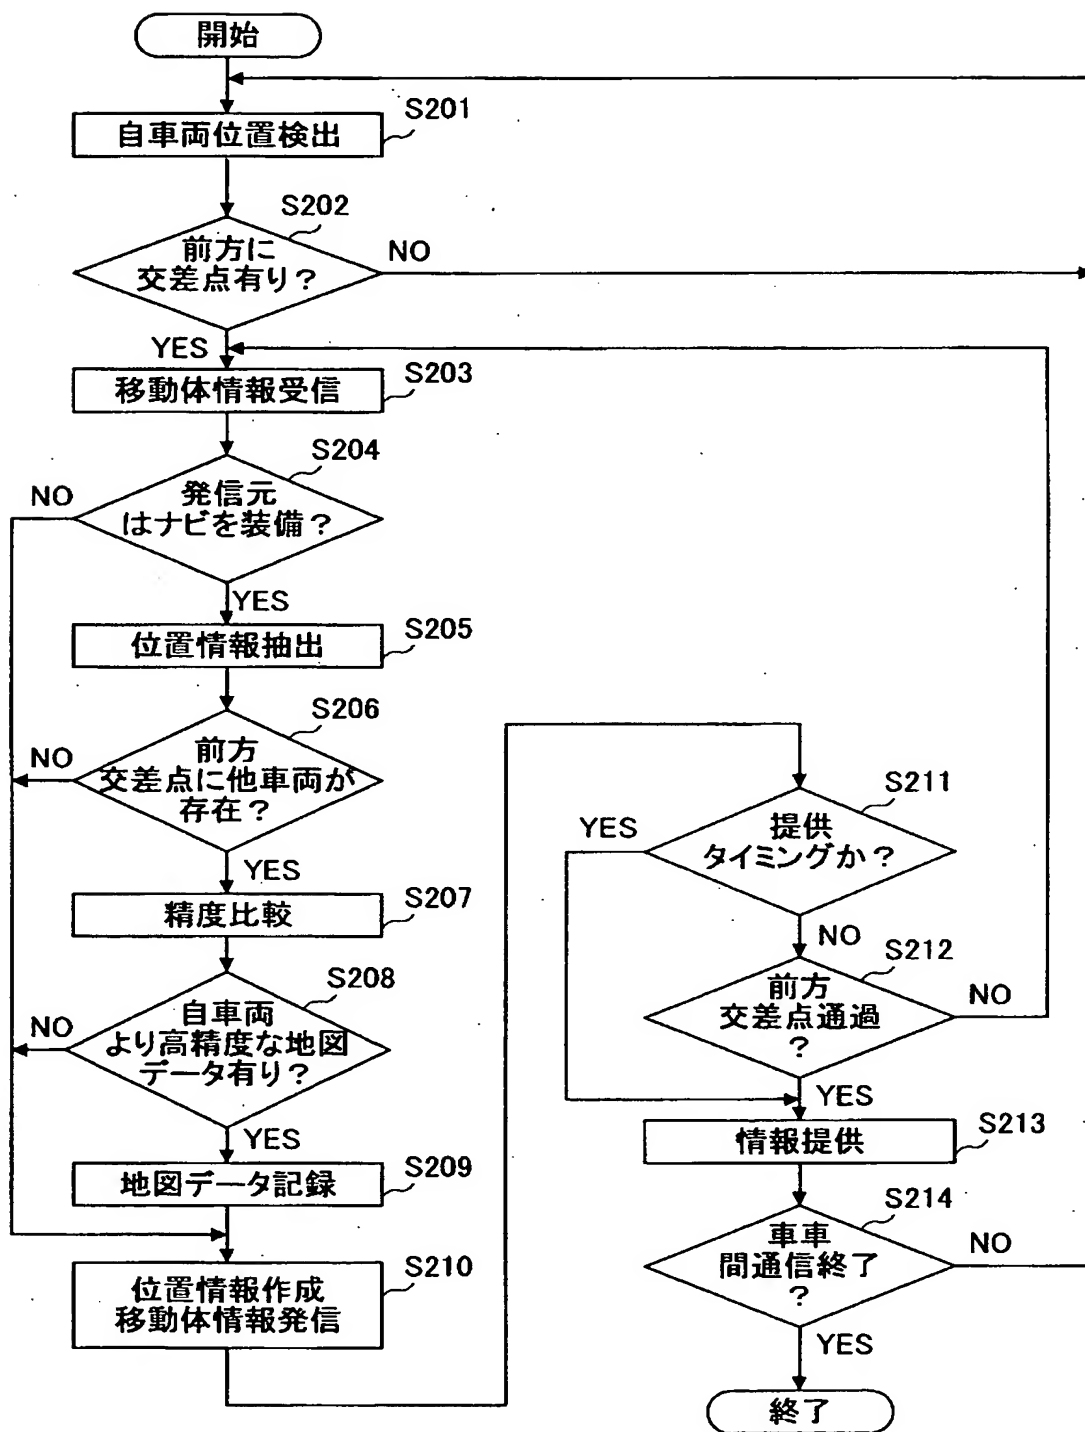 開始
S201
自車両位置検出
S202
前方に
交差点有り？
NO
YES
S203
移動体情報受信
S204
NO
発信元
はナビを装備？
YES
S205
位置情報抽出
S206
NO
前方
交差点に他車両が
存在？
YES
S207
精度比較
S208
NO
自車両
より高精度な地図
データ有り？
YES
S209
地図データ記録
S210
位置情報作成
移動体情報発信
S211
YES
提供
タイミングか？
NO
S212
前方
交差点通過
？
NO
YES
S213
情報提供
S214
車車
間通信終了
？
NO
YES
終了